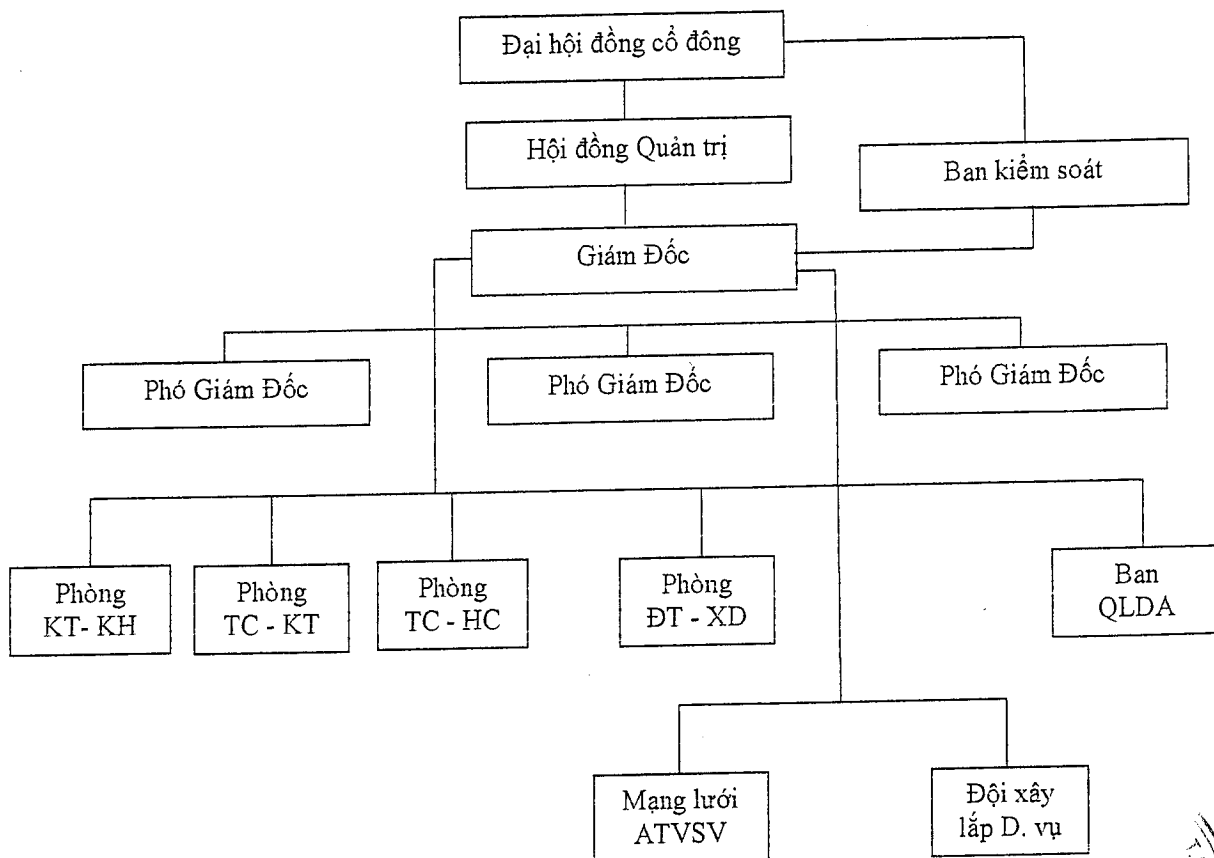 Đại hội đồng cổ đông
Hội đồng Quản trị
Ban kiểm soát
Giám Đốc
Phó Giám Đốc
Phó Giám Đốc
Phó Giám Đốc
Phòng
KT- KH
Phòng
TC - KT
Phòng
TC - HC
Phòng
ĐT - XD
Ban
QLDA
Mạng lưới
ATVSV
Đội xây
lắp D. vụ